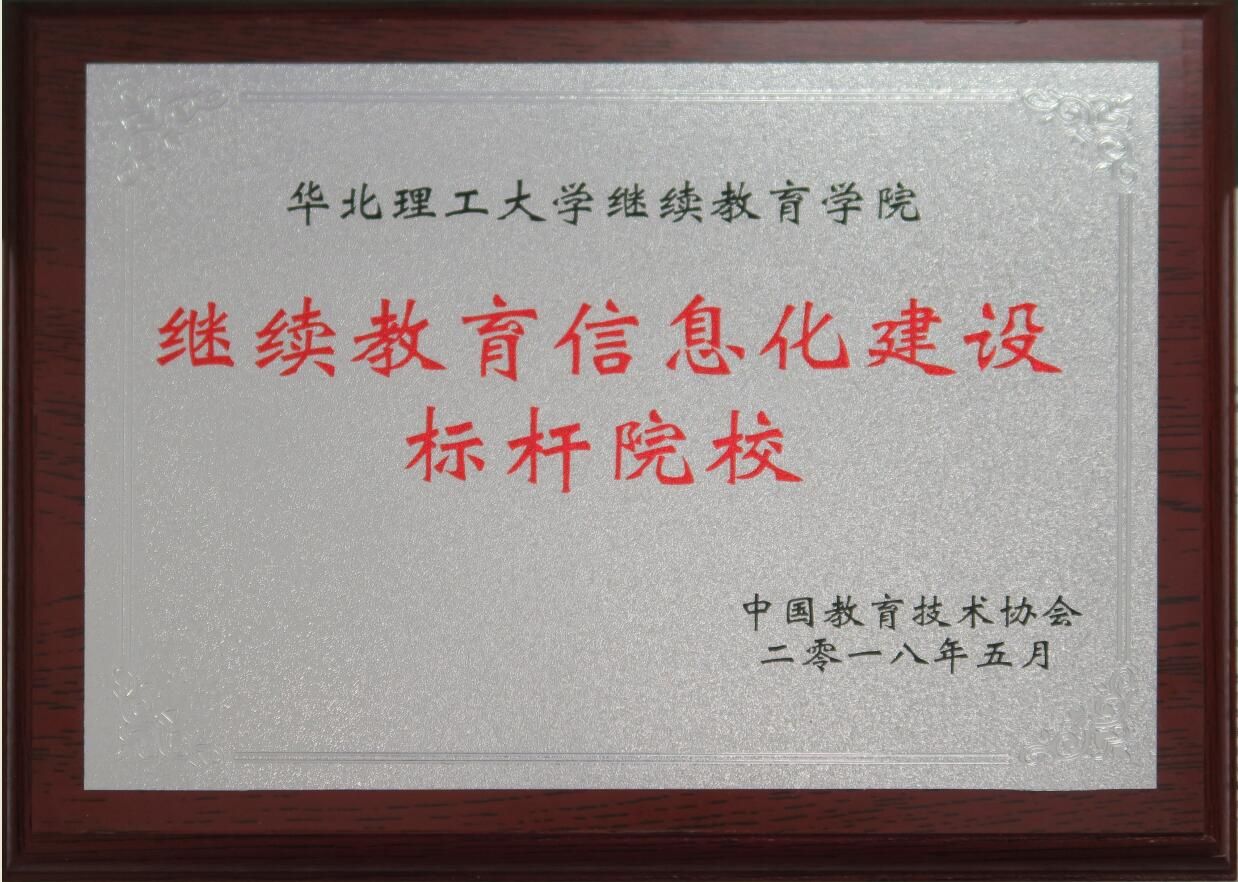 华北理工大学继续教育学院
继续教育信息化建设
标杆院校
中国教育技术协会
二零一八年五月